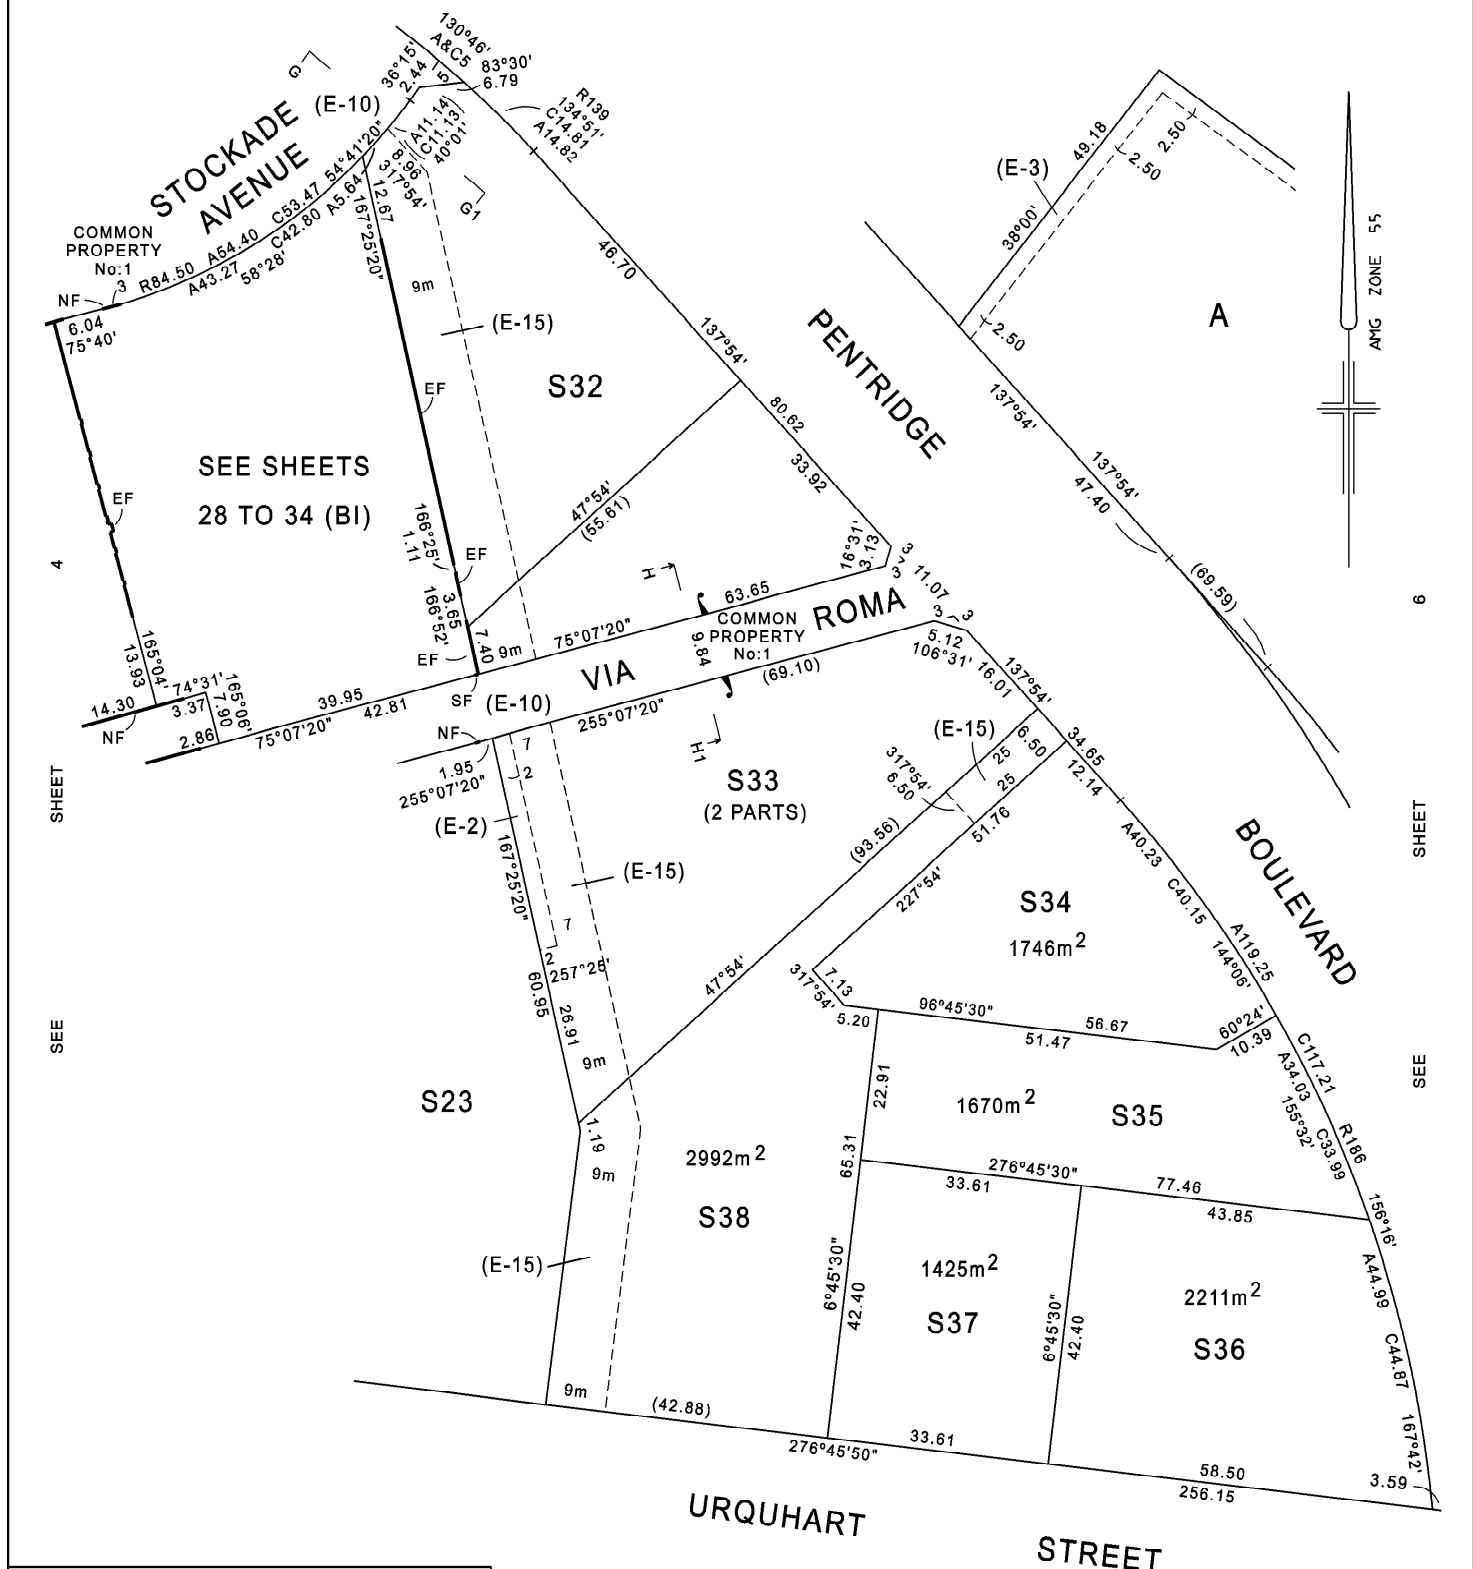 130°46'
A&C5
83°30'
6.79
36°15'
2.44
5
G
(E-10)
STOCKADE
AVENUE
R139
134°51'
C14.81
A14.82
A11.14
C11.13
40°01'
8.96
317°54'
G1
C53.47 54°41'20"
A5.64
12.67
167°25'20"
A54.40
C42.80
R84.50
A43.27
58°28'
COMMON
PROPERTY
No:1
3
NF
6.04
75°40'
9m
(E-15)
46.70
137°54'
EF
S32
SEE SHEETS
28 TO 34 (BI)
EF
80.62
33.92
47°54'
(55.61)
166°25'
1.11
EF
3.65
166°52'
EF
7.40
9m
PENTRIDGE
49.18
38°00'
(E-3)
2.50
2.50
2.50
A
137°54'
137°54'
47.40
(69.59)
AMG ZONE 55
4
SHEET
SEE
6
SHEET
SEE
16°31'
3.13
3
3
11.07
H
63.65
75°07'20"
COMMON
PROPERTY
No:1
9.84
ROMA
VIA
(69.10)
3
3
5.12
106°31'
16.01
137°54'
165°04'
13.93
74°31'
3.37
165°06'
7.90
14.30
NF
2.86
75°07'20"
39.95
42.81
SF
(E-10)
255°07'20"
NF
1.95
255°07'20"
7
2
H1
(E-15)
6.50
25
25
317°54'
6.50
34.65
12.14
S33
(2 PARTS)
(E-2)
167°25'20"
(E-15)
(93.56)
51.76
227°54'
A40.23
C40.15
BOULEVARD
A119.25
144°06'
S34
1746m2
7
2
257°25'
60.95
26.91
47°54'
7.13
317°54'
5.20
96°45'30"
56.67
51.47
60°24'
10.39
C117.21
A34.03
155°32'
C33.99
R186
9m
S23
1.19
9m
22.91
65.31
1670m2
S35
2992m2
S38
276°45'30"
33.61
77.46
43.85
156°16'
A44.99
C44.87
167°42'
(E-15)
6°45'30"
42.40
1425m2
S37
6°45'30"
42.40
2211m2
S36
9m
(42.88)
276°45'50"
33.61
58.50
256.15
3.59
URQUHART
STREET